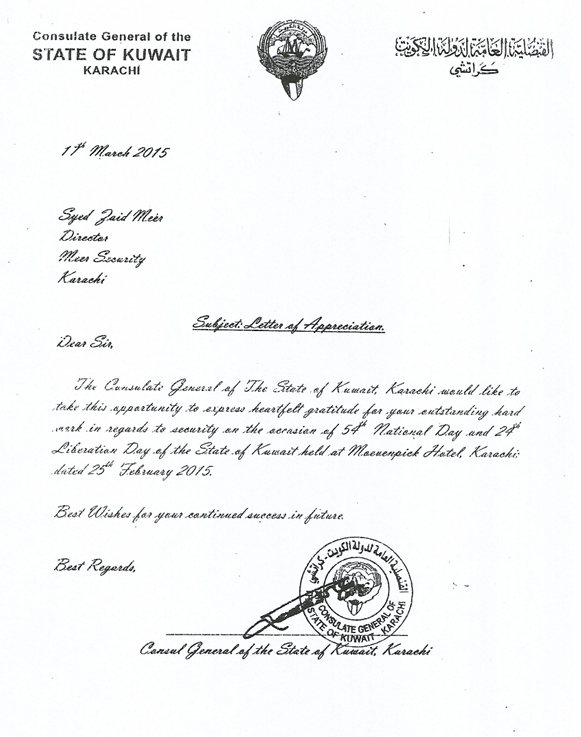 Consulate General of the
STATE OF KUWAIT
KARACHI
القنصلية العامة لدولة الكويت
كراتشي
1st March 2015
Syed Zaid Meer
Director
Meer Security
Karachi
Subject: Letter of Appreciation.
Dear Sir,
The Consulate General of The State of Kuwait, Karachi would like to
take this opportunity to express heartfelt gratitude for your outstanding hard
work in regards to security on the occasion of 54th National Day and 24th
Liberation Day of the State of Kuwait held at Moevenpick Hotel, Karachi:
dated 25th February 2015.
Best Wishes for your continued success in future.
Best Regards,
القنصلية العامة لدولة الكويت - كراتشي
CONSULATE GENERAL OF
STATE OF KUWAIT - KARACHI
Consul General of the State of Kuwait, Karachi